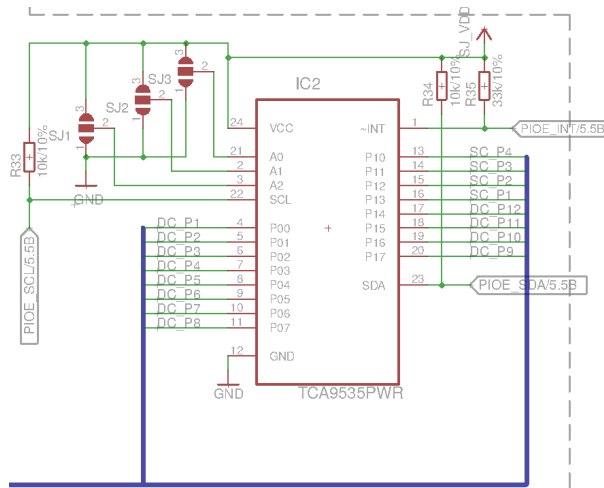 SJ_VDD
3
3
3
SJ3
2
IC2
R34
10k/10%
R35
33k/10%
SJ2
2
SJ1
2
1
1
1
R33
10k/10%
24
VCC
~INT
1
PIOE_INT/5.5B
21
A0
P10
13
SC_P4
2
A1
P11
14
SC_P3
3
A2
P12
15
SC_P2
GND
22
SCL
P13
16
SC_P1
P14
17
DC_P12
DC_P1
4
P00
P15
18
DC_P11
DC_P2
5
P01
P16
19
DC_P10
DC_P3
6
P02
P17
20
DC_P9
DC_P4
7
P03
DC_P5
8
P04
SDA
23
PIOE_SDA/5.5B
DC_P6
9
P05
DC_P7
10
P06
DC_P8
11
P07
PIOE_SCL/5.5B
12
GND
GND
TCA9535PWR